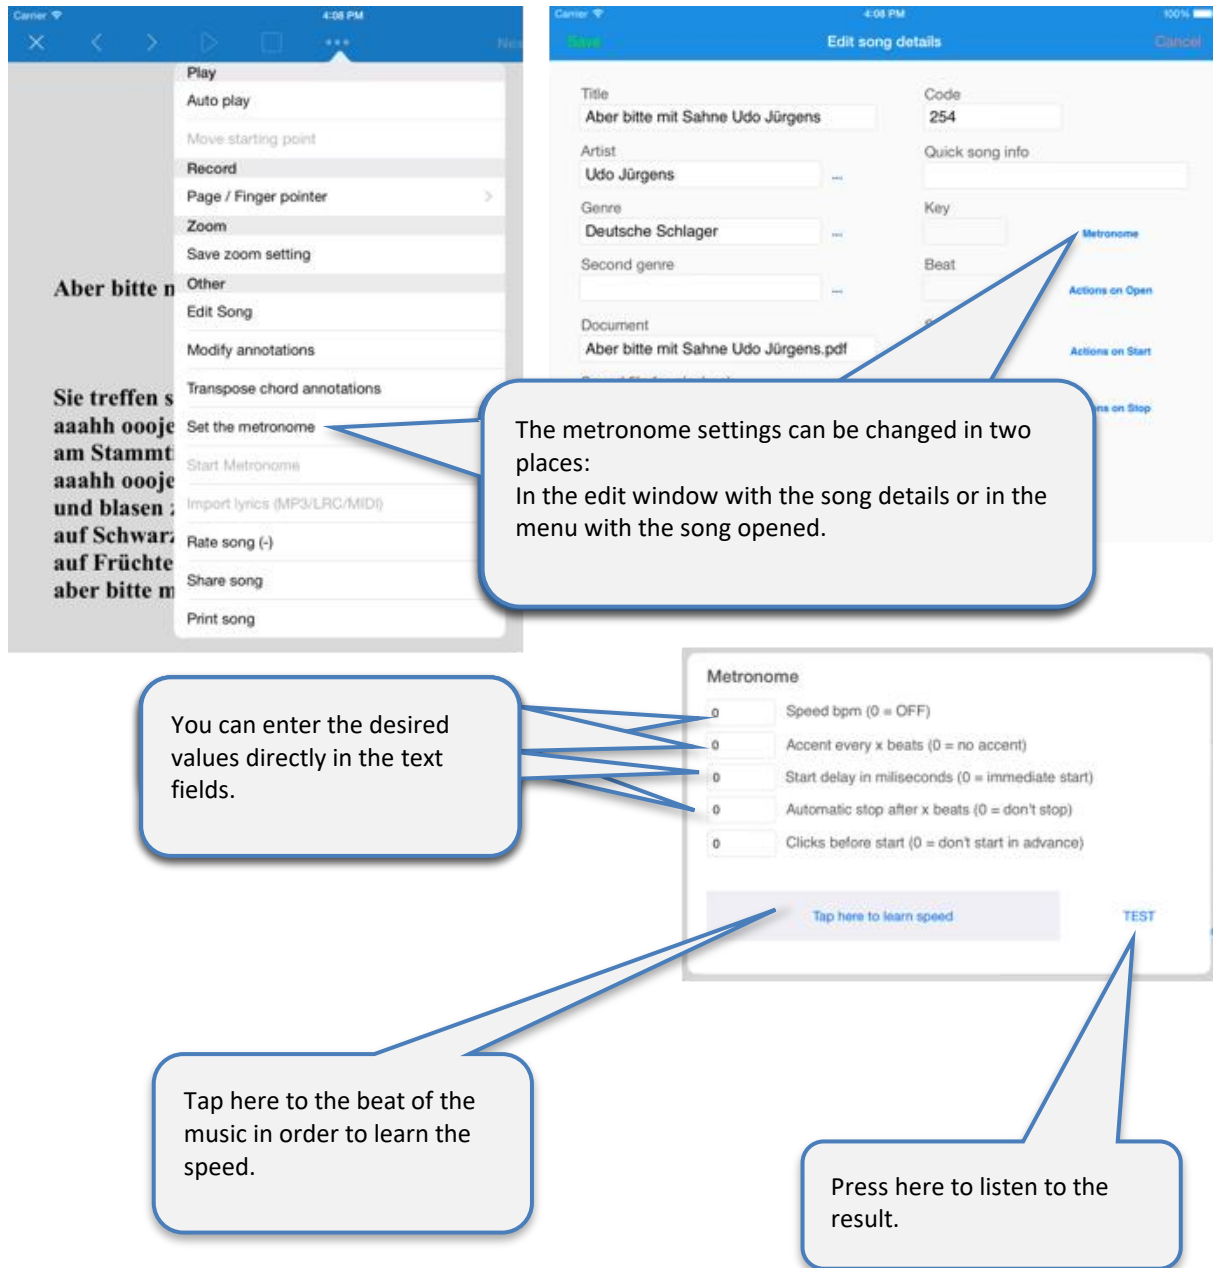 Carrier
4:08 PM
Play
Auto play
Move starting point
Record
Page / Finger pointer
Zoom
Save zoom setting
Other
Edit Song
Modify annotations
Transpose chord annotations
Set the metronome
Start Metronome
Import lyrics (MP3/LRC/MIDI)
Rate song (-)
Share song
Print song
Aber bitte
Sie treffen
aaahh oooje
am
aaahh oooje
und blasen
auf
auf
aber bitte
Carrier
4:08 PM
100%
Save
Edit song details
Cancel
Title
Code
Aber bitte mit Sahne Udo Jürgens
254
Artist
Quick song info
Udo Jürgens
...
Genre
Key
Deutsche Schlager
...
Metronome
Second genre
Beat
...
Actions on Open
Document
Aber bitte mit Sahne Udo Jürgens.pdf
Actions on Start
on Stop
The metronome settings can be changed in two
places:
In the edit window with the song details or in the
menu with the song opened.
You can enter the desired
values directly in the text
fields.
Metronome
0 Speed bpm (0 = OFF)
0 Accent every x beats (0 = no accent)
0 Start delay in miliseconds (0 = immediate start)
0 Automatic stop after x beats (0 = don't stop)
0 Clicks before start (0 = don't start in advance)
Tap here to learn speed
TEST
Tap here to the beat of the
music in order to learn the
speed.
Press here to listen to the
result.